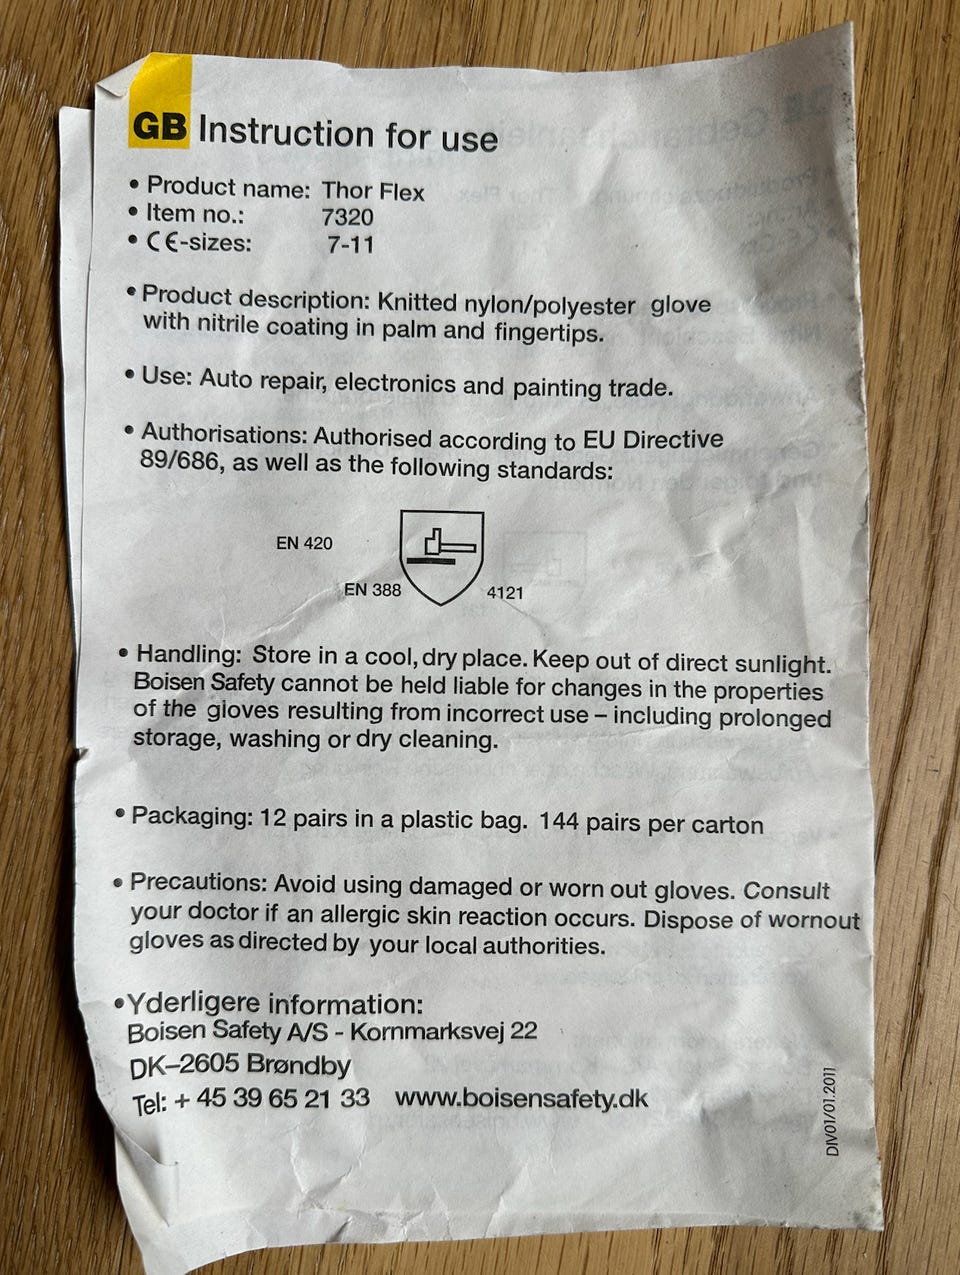 GB Instruction for use
• Product name: Thor Flex
• Item no.: 7320
• CE-sizes: 7-11
• Product description: Knitted nylon/polyester glove
with nitrile coating in palm and fingertips.
• Use: Auto repair, electronics and painting trade.
• Authorisations: Authorised according to EU Directive
89/686, as well as the following standards:
EN 420
EN 388 4121
• Handling: Store in a cool, dry place. Keep out of direct sunlight.
Boisen Safety cannot be held liable for changes in the properties
of the gloves resulting from incorrect use – including prolonged
storage, washing or dry cleaning.
• Packaging: 12 pairs in a plastic bag. 144 pairs per carton
• Precautions: Avoid using damaged or worn out gloves. Consult
your doctor if an allergic skin reaction occurs. Dispose of wornout
gloves as directed by your local authorities.
• Yderligere information:
Boisen Safety A/S - Kornmarksvej 22
DK–2605 Brøndby
Tel: + 45 39 65 21 33 www.boisensafety.dk
DIV01/01.2011